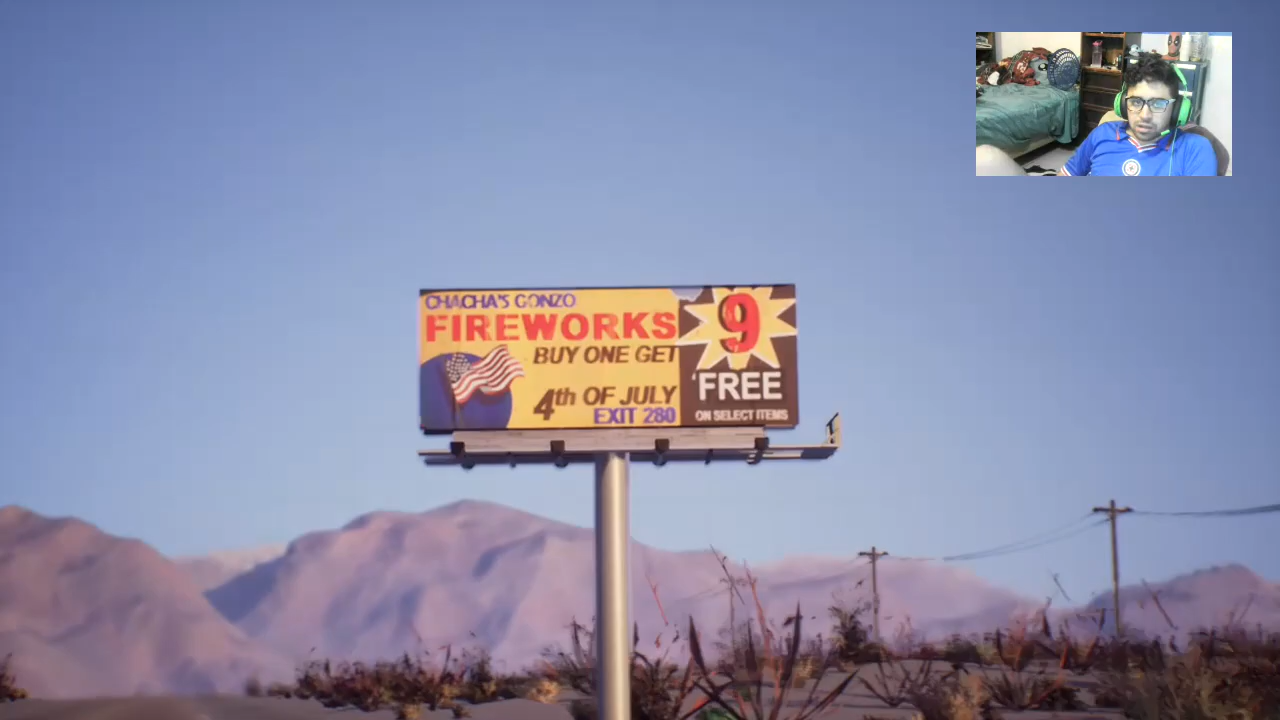 CHACHA'S GONZO
FIREWORKS
BUY ONE GET
4th OF JULY
EXIT 280
9
FREE
ON SELECT ITEMS